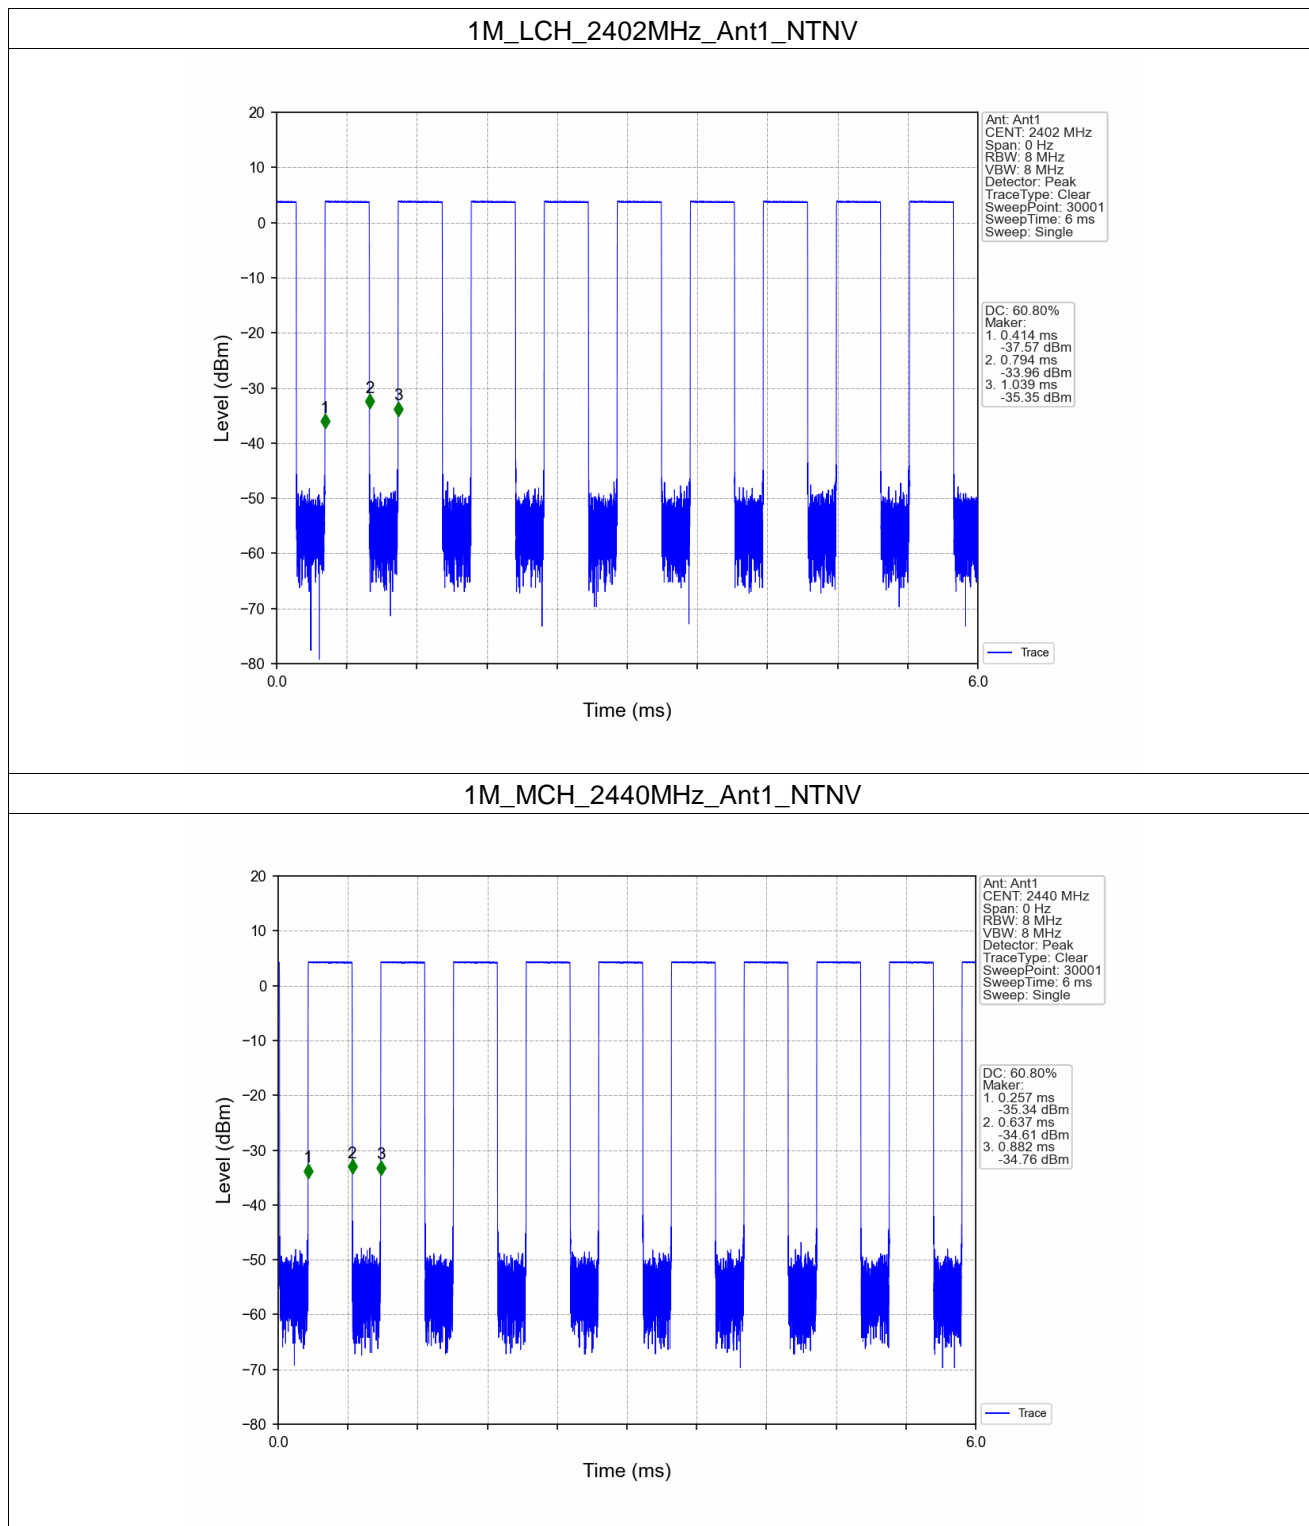 1M_LCH_2402MHz_Ant1_NTNV
20
10
0
−10
−20
−30
−40
−50
−60
−70
−80
Level (dBm)
1
2
3
0.0
6.0
Time (ms)
Ant: Ant1
CENT: 2402 MHz
Span: 0 Hz
RBW: 8 MHz
VBW: 8 MHz
Detector: Peak
TraceType: Clear
SweepPoint: 30001
SweepTime: 6 ms
Sweep: Single
DC: 60.80%
Maker:
1. 0.414 ms
-37.57 dBm
2. 0.794 ms
-33.96 dBm
3. 1.039 ms
-35.35 dBm
Trace
1M_MCH_2440MHz_Ant1_NTNV
20
10
0
−10
−20
−30
−40
−50
−60
−70
−80
Level (dBm)
1
2
3
0.0
6.0
Time (ms)
Ant: Ant1
CENT: 2440 MHz
Span: 0 Hz
RBW: 8 MHz
VBW: 8 MHz
Detector: Peak
TraceType: Clear
SweepPoint: 30001
SweepTime: 6 ms
Sweep: Single
DC: 60.80%
Maker:
1. 0.257 ms
-35.34 dBm
2. 0.637 ms
-34.61 dBm
3. 0.882 ms
-34.76 dBm
Trace